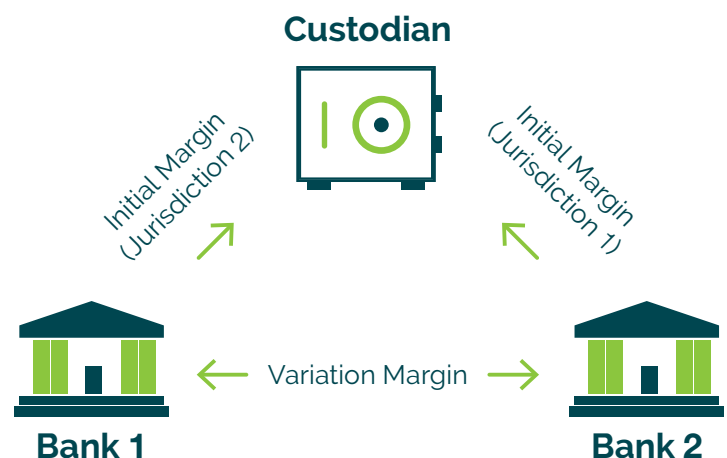 Custodian
Initial Margin
(Jurisdiction 2)
Initial Margin
(Jurisdiction 1)
Variation Margin
Bank 1
Bank 2